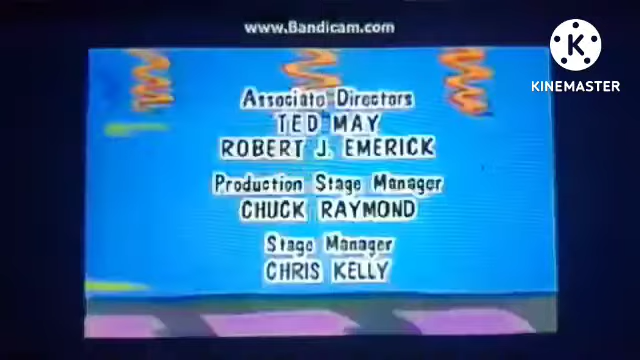 www.Bandicam.com
K
KINEMASTER
Associate Directors
TED MAY
ROBERT J. EMERICK
Production Stage Manager
CHUCK RAYMOND
Stage Manager
CHRIS KELLY